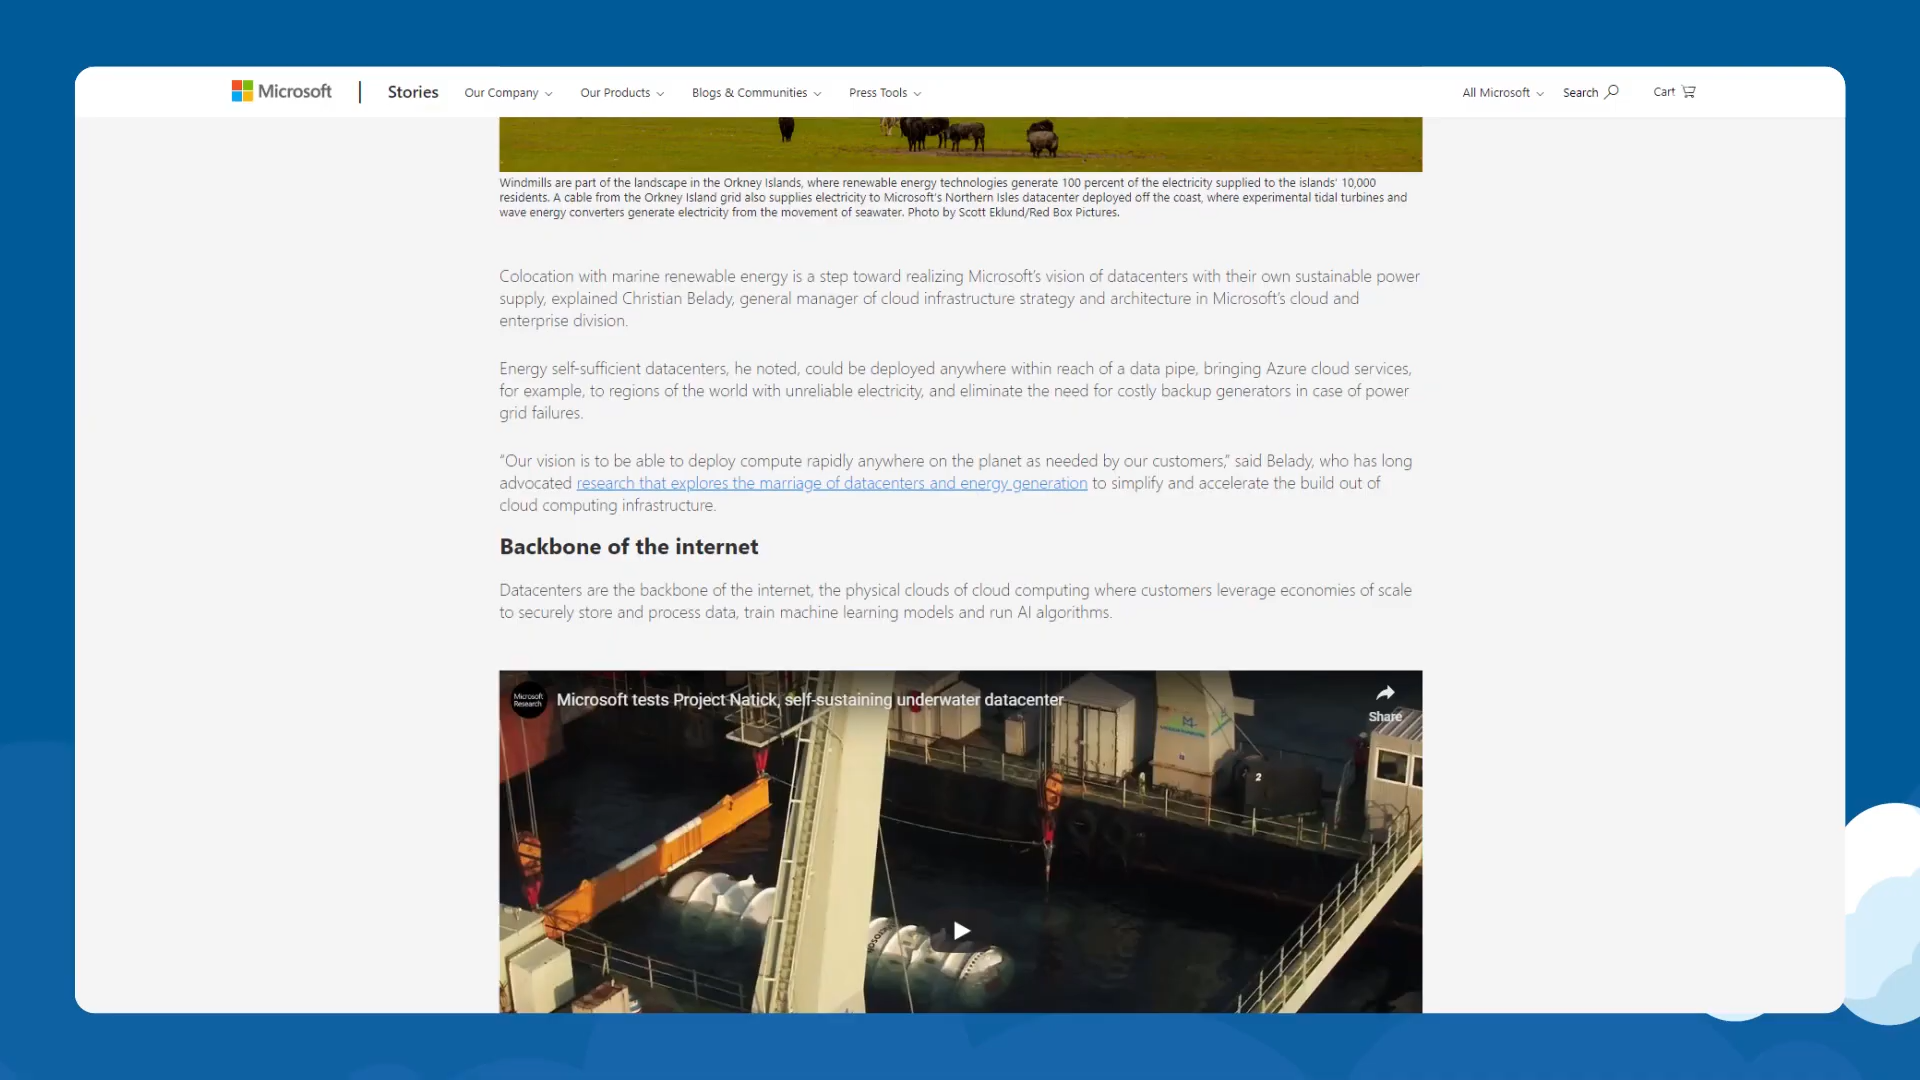 Microsoft | Stories Our Company Our Products Blogs & Communities Press Tools All Microsoft Search Cart
Windmills are part of the landscape in the Orkney Islands, where renewable energy technologies generate 100 percent of the electricity supplied to the islands' 10,000
residents. A cable from the Orkney Island grid also supplies electricity to Microsoft's Northern Isles datacenter deployed off the coast, where experimental tidal turbines and
wave energy converters generate electricity from the movement of seawater. Photo by Scott Eklund/Red Box Pictures.
Colocation with marine renewable energy is a step toward realizing Microsoft's vision of datacenters with their own sustainable power
supply, explained Christian Belady, general manager of cloud infrastructure strategy and architecture in Microsoft's cloud and
enterprise division.
Energy self-sufficient datacenters, he noted, could be deployed anywhere within reach of a data pipe, bringing Azure cloud services,
for example, to regions of the world with unreliable electricity, and eliminate the need for costly backup generators in case of power
grid failures.
“Our vision is to be able to deploy compute rapidly anywhere on the planet as needed by our customers,” said Belady, who has long
advocated research that explores the marriage of datacenters and energy generation to simplify and accelerate the build out of
cloud computing infrastructure.
Backbone of the internet
Datacenters are the backbone of the internet, the physical clouds of cloud computing where customers leverage economies of scale
to securely store and process data, train machine learning models and run AI algorithms.
Microsoft
Research
Microsoft tests Project Natick, self-sustaining underwater datacenter
Share
2
Microsoft